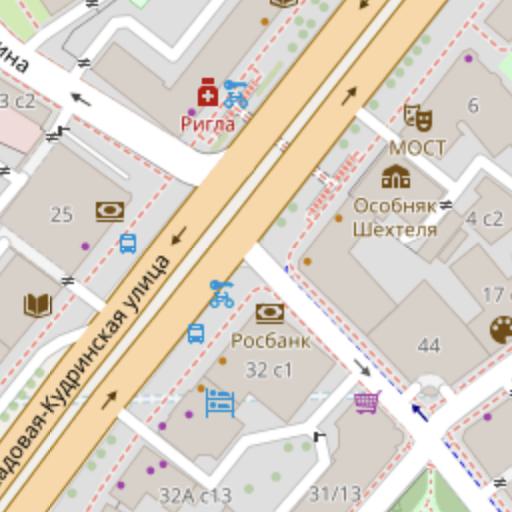 ина
3 с2
Ригла
6
МОСТ
Особняк
Шехтеля
4 с2
25
17
44
Росбанк
32 с1
адовая-Кудринская улица
32А с13
31/13